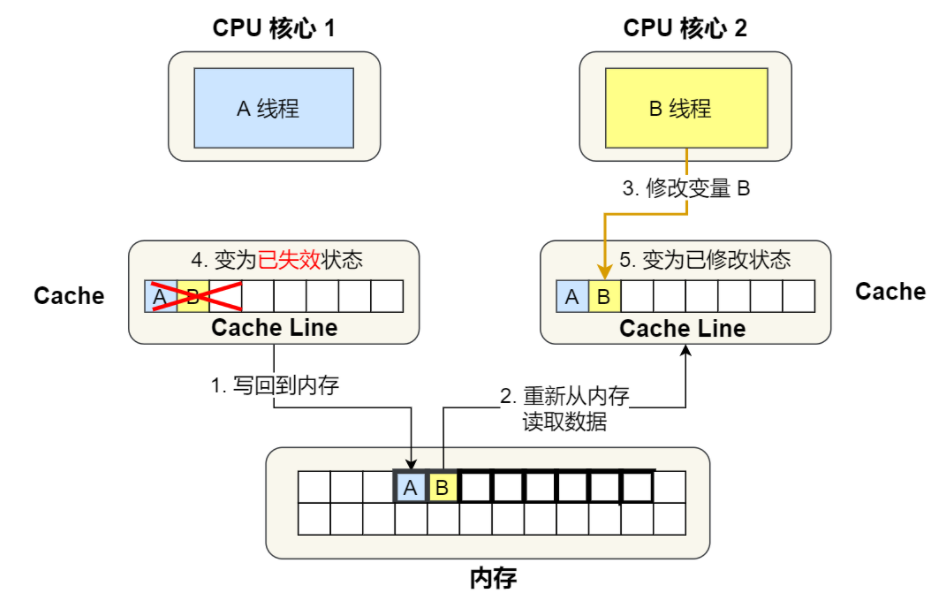 CPU 核心 1
CPU 核心 2
A 线程
B 线程
3. 修改变量 B
4. 变为已失效状态
5. 变为已修改状态
Cache
A B
A B
Cache
Cache Line
Cache Line
1. 写回到内存
2. 重新从内存
读取数据
A B
内存